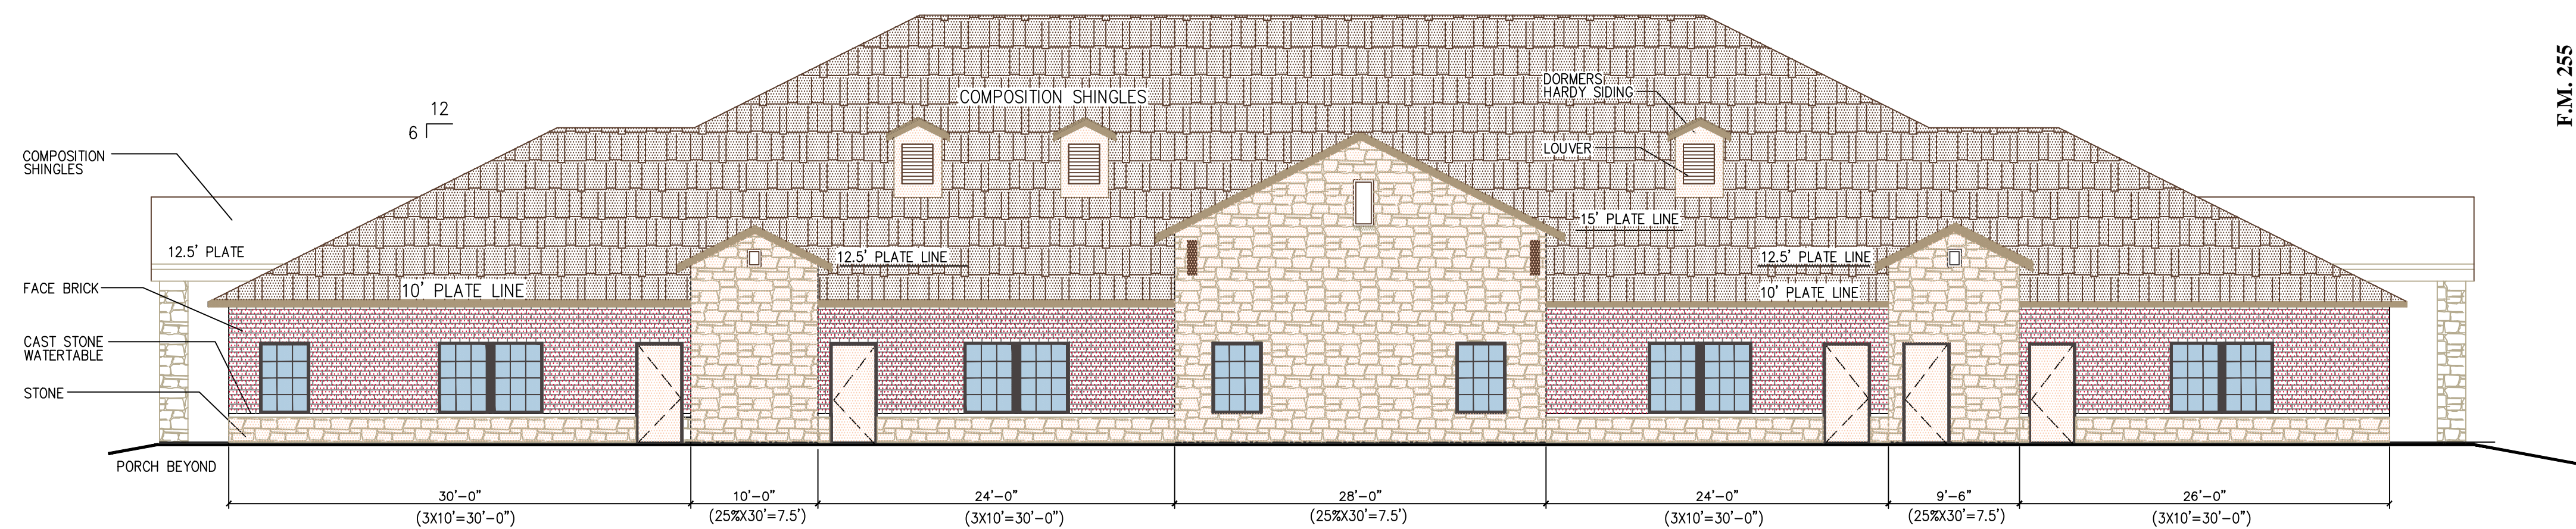 F.M. 255
DORMERS
HARDY SIDING
COMPOSITION SHINGLES
12
6
LOUVER
COMPOSITION
SHINGLES
15' PLATE LINE
12.5' PLATE
12.5' PLATE LINE
12.5' PLATE LINE
FACE BRICK
10' PLATE LINE
10' PLATE LINE
CAST STONE
WATERTABLE
STONE
PORCH BEYOND
30'-0" 10'-0" 24'-0" 28'-0" 24'-0" 9'-6" 26'-0"
(3X10'=30'-0") (25%X30'=7.5') (3X10'=30'-0") (25%X30'=7.5') (3X10'=30'-0") (25%X30'=7.5') (3X10'=30'-0")